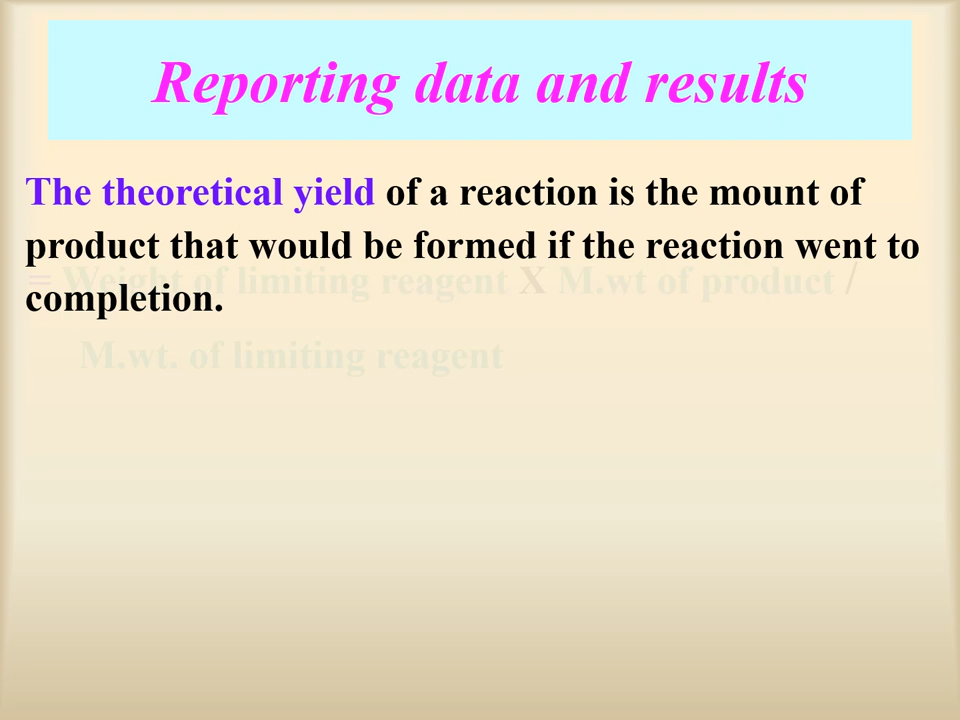 Reporting data and results
The theoretical yield of a reaction is the mount of
product that would be formed if the reaction went to
= Weight of limiting reagent X M.wt of product /
completion.
M.wt. of limiting reagent